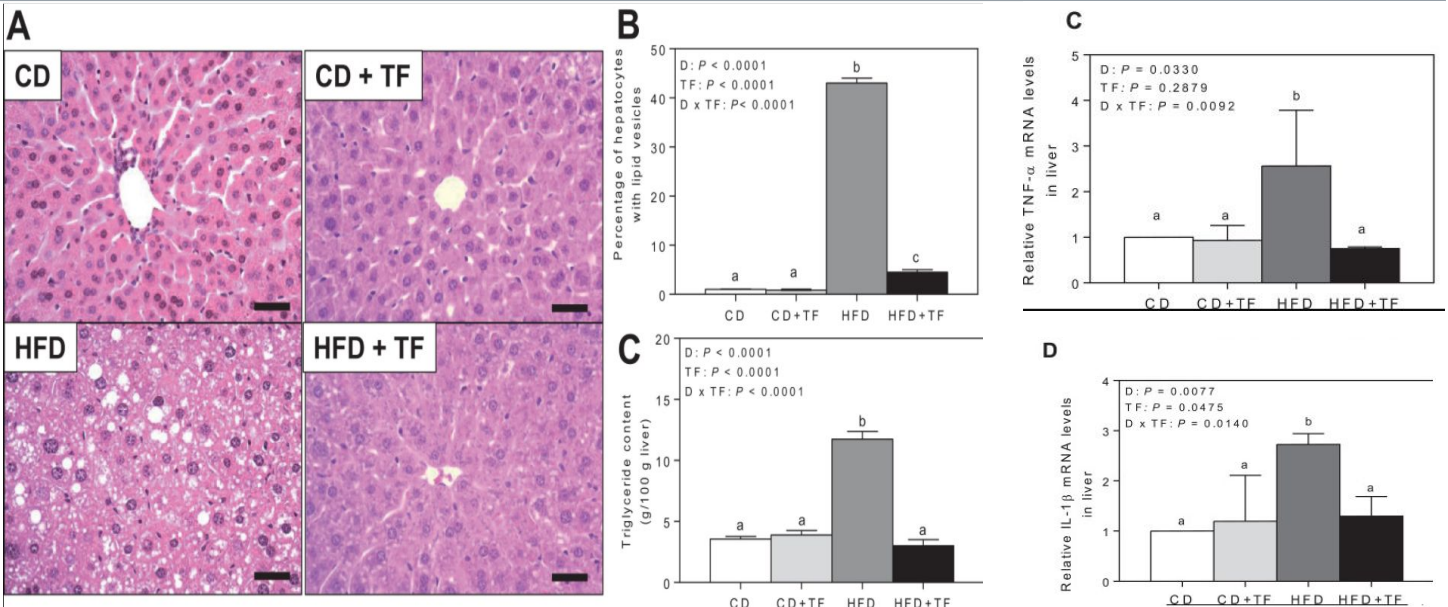 A
CD
CD + TF
HFD
HFD + TF
B
Percentage of hepatocytes
with lipid vesicles
50
40
30
20
10
0
D: P < 0.0001
TF: P < 0.0001
D x TF: P < 0.0001
a
a
b
c
CD
CD+TF
HFD
HFD+TF
C
Triglyceride content
(g/100 g liver)
20
15
10
5
0
D: P < 0.0001
TF: P < 0.0001
D x TF: P < 0.0001
a
a
b
a
CD
CD+TF
HFD
HFD+TF
C
Relative TNF-α mRNA levels
in liver
5
4
3
2
1
0
D: P = 0.0330
TF: P = 0.2879
D x TF: P = 0.0092
a
a
b
a
CD
CD+TF
HFD
HFD+TF
D
Relative IL-1β mRNA levels
in liver
4
3
2
1
0
D: P = 0.0077
TF: P = 0.0475
D x TF: P = 0.0140
a
a
b
a
CD
CD+TF
HFD
HFD+TF